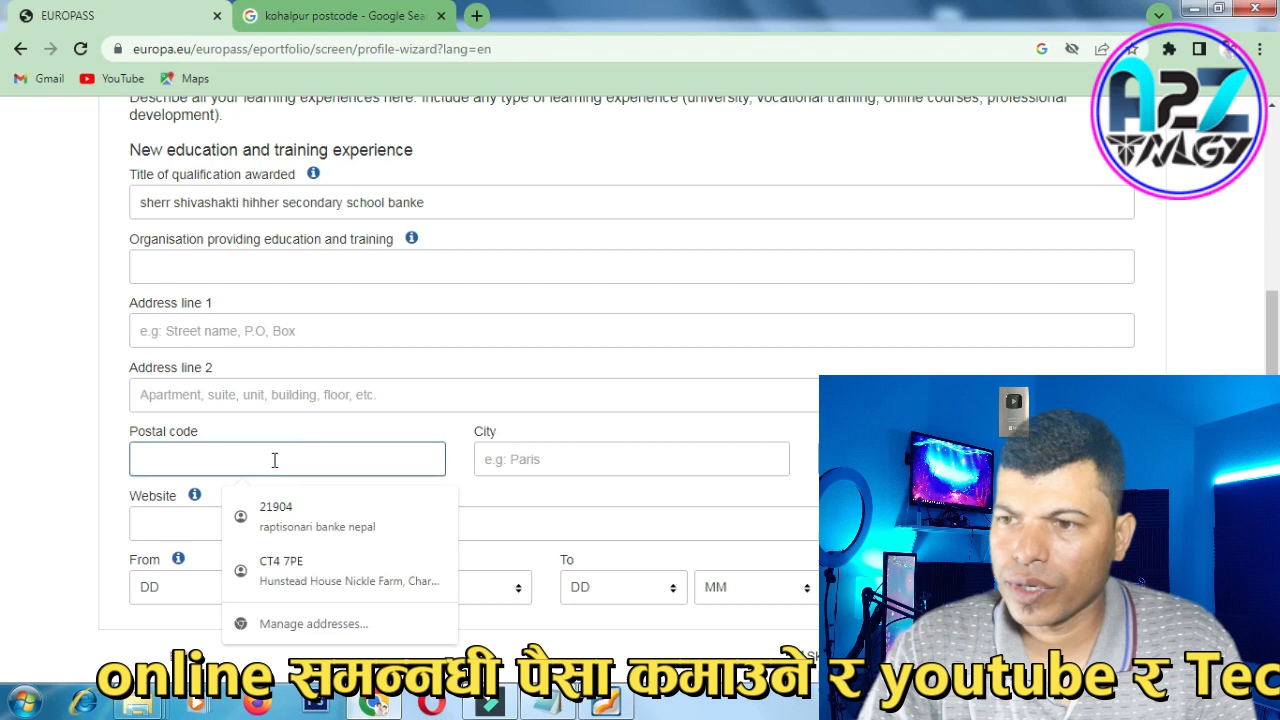 EUROPASS
kohalpur postcode - Google Sear
europa.eu/europass/eportfolio/screen/profile-wizard?lang=en
Gmail YouTube Maps
Describe all your learning experiences here. Include any type of learning experience (university, vocational training, online courses, professional
development).
New education and training experience
Title of qualification awarded
sherr shivashakti hihher secondary school banke
Organisation providing education and training
Address line 1
e.g: Street name, P.O, Box
Address line 2
Apartment, suite, unit, building, floor, etc.
Postal code City
e.g: Paris
Website
21904
raptisonari banke nepal
From To
CT4 7PE
Hunstead House Nickle Farm, Char...
DD DD MM
Manage addresses...
A2Z
TMGY
online समन्नधी पैसा कमाउने र youtube र Tec